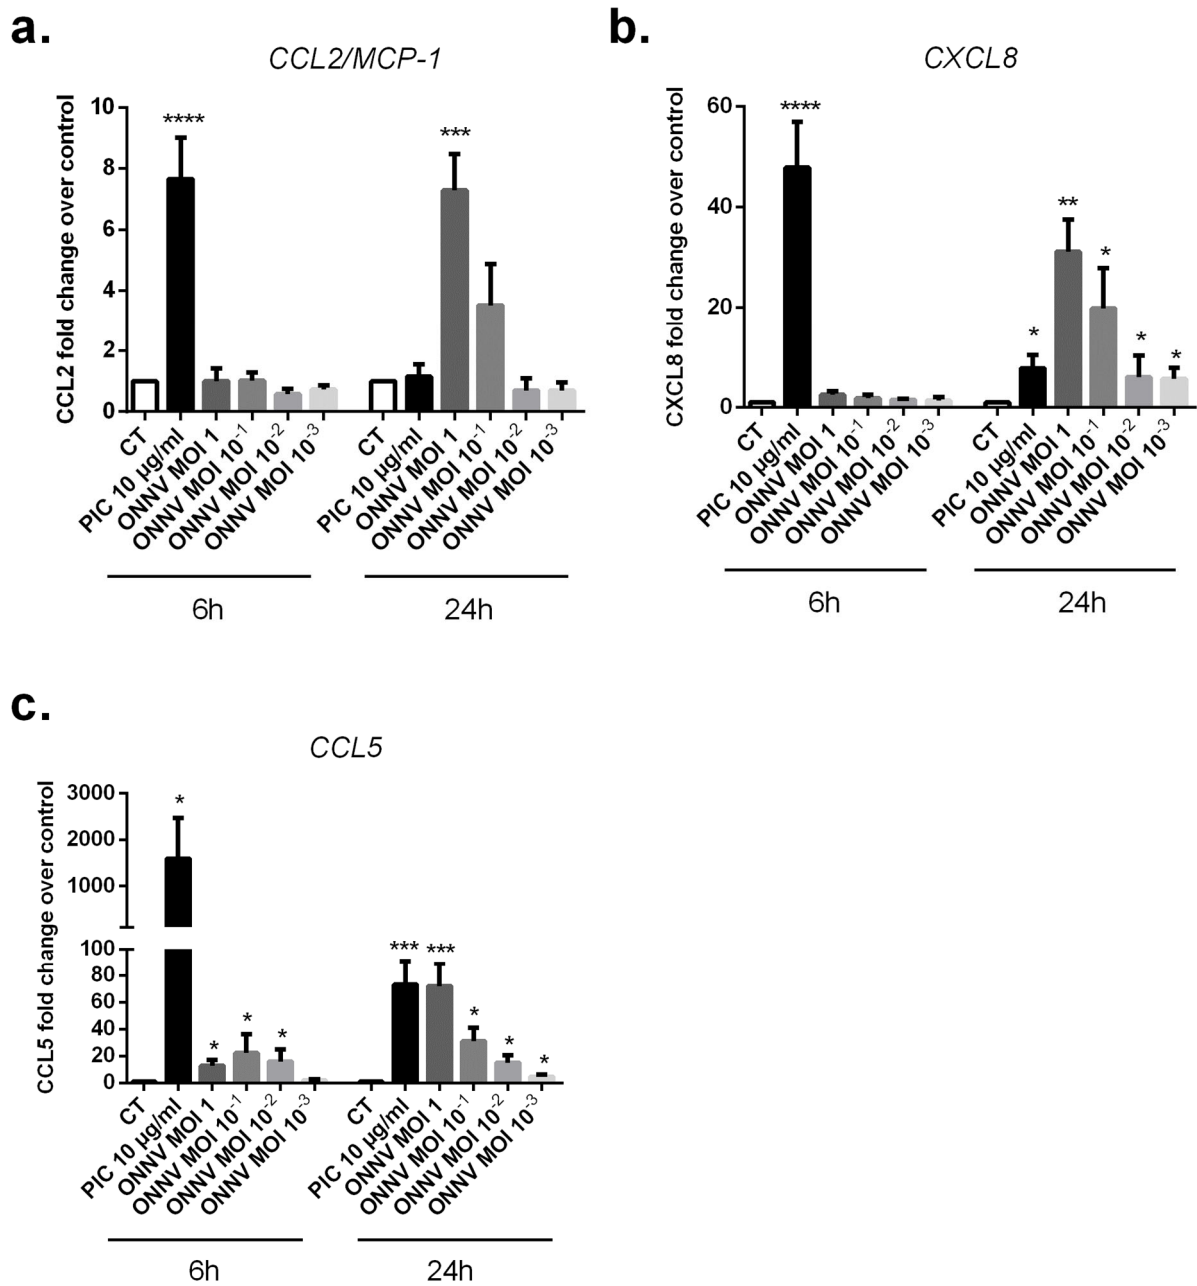 a.
CCL2/MCP-1
CCL2 fold change over control
10
8
6
4
2
0
****
***
CT
PIC 10 µg/ml
ONNV MOI 1
ONNV MOI 10⁻¹
ONNV MOI 10⁻²
ONNV MOI 10⁻³
CT
PIC 10 µg/ml
ONNV MOI 1
ONNV MOI 10⁻¹
ONNV MOI 10⁻²
ONNV MOI 10⁻³
6h
24h
b.
CXCL8
CXCL8 fold change over control
60
40
20
0
****
*
**
*
*
*
CT
PIC 10 µg/ml
ONNV MOI 1
ONNV MOI 10⁻¹
ONNV MOI 10⁻²
ONNV MOI 10⁻³
CT
PIC 10 µg/ml
ONNV MOI 1
ONNV MOI 10⁻¹
ONNV MOI 10⁻²
ONNV MOI 10⁻³
6h
24h
c.
CCL5
CCL5 fold change over control
3000
2000
1000
100
80
60
40
20
0
*
*
*
*
***
***
*
*
*
CT
PIC 10 µg/ml
ONNV MOI 1
ONNV MOI 10⁻¹
ONNV MOI 10⁻²
ONNV MOI 10⁻³
CT
PIC 10 µg/ml
ONNV MOI 1
ONNV MOI 10⁻¹
ONNV MOI 10⁻²
ONNV MOI 10⁻³
6h
24h